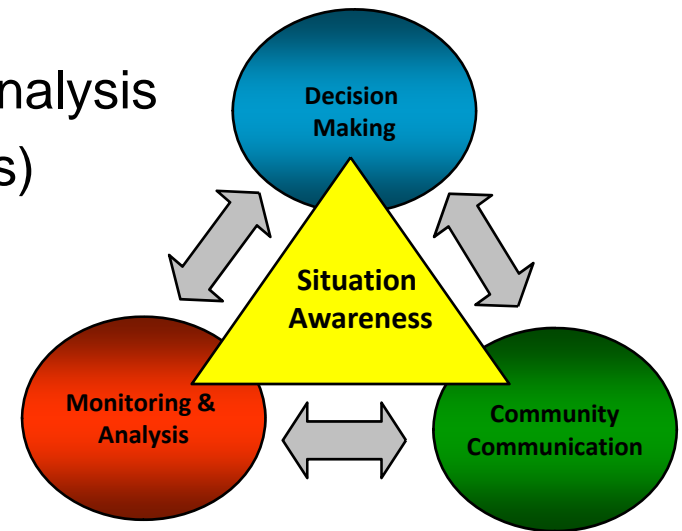 nalysis
s)
Decision
Making
Situation
Awareness
Monitoring &
Analysis
Community
Communication